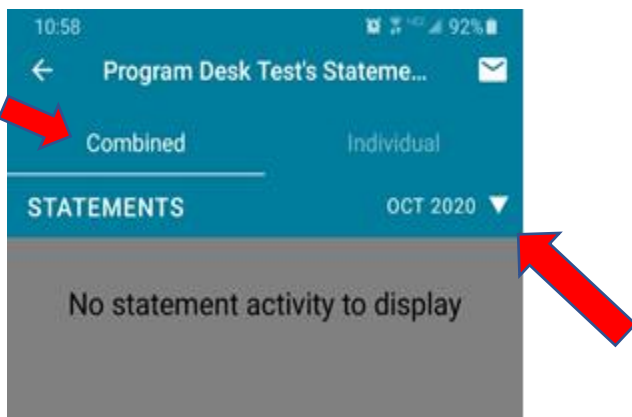 10:58 92%
Program Desk Test's Stateme...
Combined Individual
STATEMENTS OCT 2020
No statement activity to display